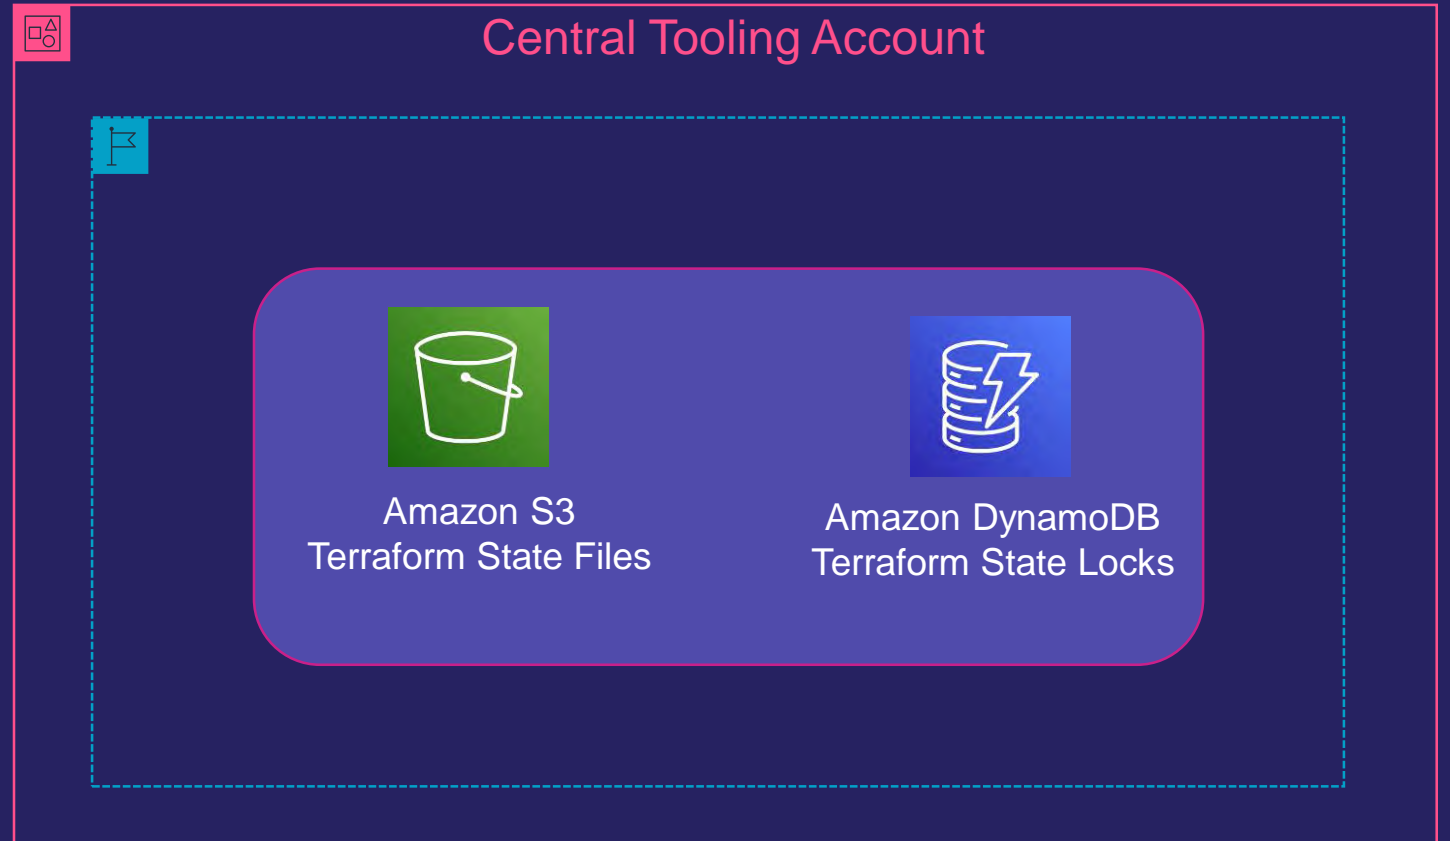 Central Tooling Account
Amazon S3
Terraform State Files
Amazon DynamoDB
Terraform State Locks